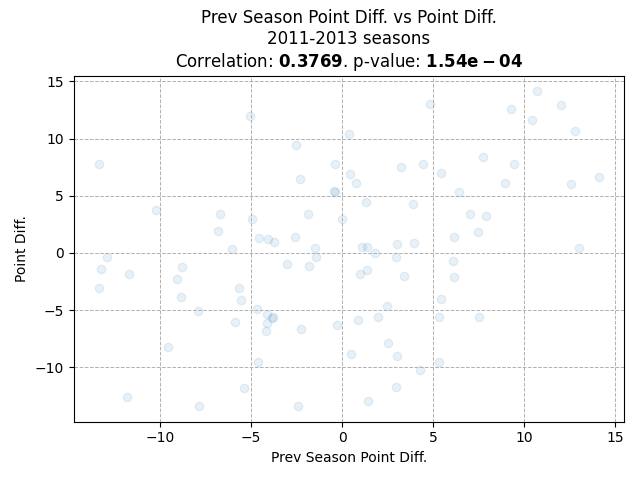 Prev Season Point Diff. vs Point Diff.
2011-2013 seasons
Correlation: 0.3769. p-value: 1.54e − 04
15
10
5
0
−5
−10
Point Diff.
−10 −5 0 5 10 15
Prev Season Point Diff.